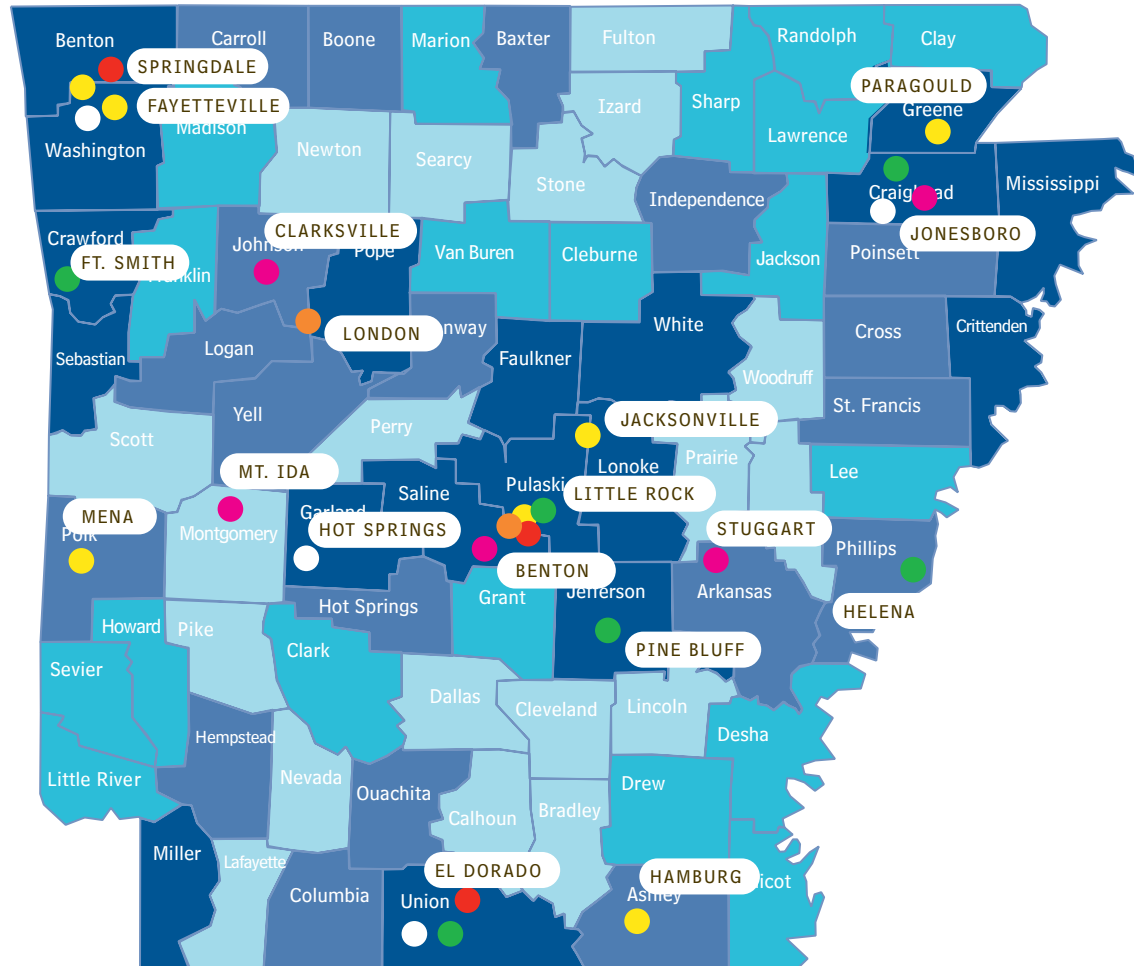 Benton
Carroll
Boone
Marion
Baxter
Fulton
Randolph
Clay
SPRINGDALE
FAYETTEVILLE
PARAGOULD
Greene
Madison
Washington
Newton
Searcy
Izard
Sharp
Lawrence
Stone
Independence
Craighead
Mississippi
Crawford
FT. SMITH
Franklin
CLARKSVILLE
Johnson
Pope
Van Buren
Cleburne
Jackson
JONESBORO
Poinsett
LONDON
Logan
Sebastian
nway
Faulkner
White
Woodruff
Cross
Crittenden
Yell
Scott
Perry
JACKSONVILLE
St. Francis
MT. IDA
Saline
Pulaski
Lonoke
Prairie
Lee
MENA
Polk
Montgomery
Garland
HOT SPRINGS
LITTLE ROCK
STUGGART
Phillips
BENTON
Grant
Jefferson
Arkansas
HELENA
Hot Springs
PINE BLUFF
Howard
Pike
Clark
Sevier
Dallas
Cleveland
Lincoln
Desha
Hempstead
Little River
Nevada
Ouachita
Calhoun
Bradley
Drew
Miller
Lafayette
Columbia
EL DORADO
Union
HAMBURG
Ashley
icot